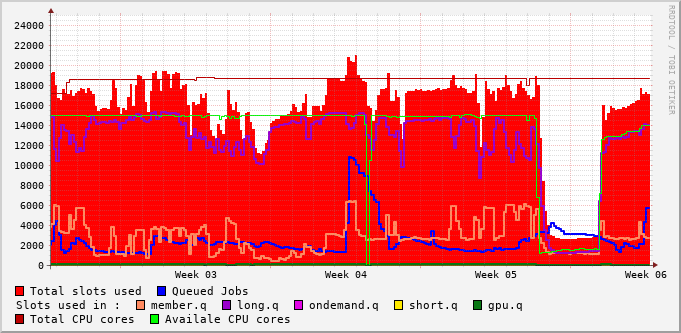 24000
22000
20000
18000
16000
14000
12000
10000
8000
6000
4000
2000
0
Week 03 Week 04 Week 05 Week 06
RRDTOOL / TOBI OETIKER
Total slots used Queued Jobs
Slots used in : member.q long.q ondemand.q short.q gpu.q
Total CPU cores Availale CPU cores